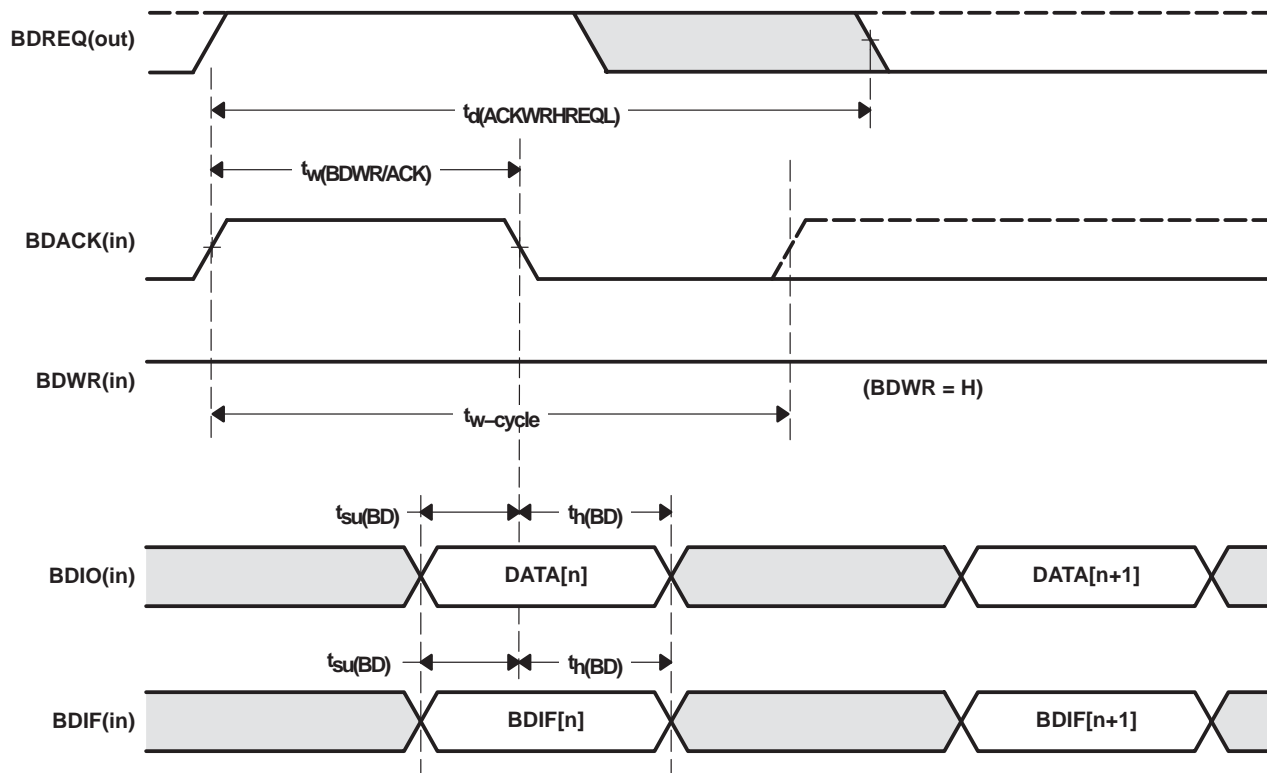 BDREQ(out)
td(ACKWRHREQL)
tw(BDWR/ACK)
BDACK(in)
BDWR(in)
(BDWR = H)
tw–cycle
tsu(BD) th(BD)
BDIO(in) DATA[n] DATA[n+1]
tsu(BD) th(BD)
BDIF(in) BDIF[n] BDIF[n+1]